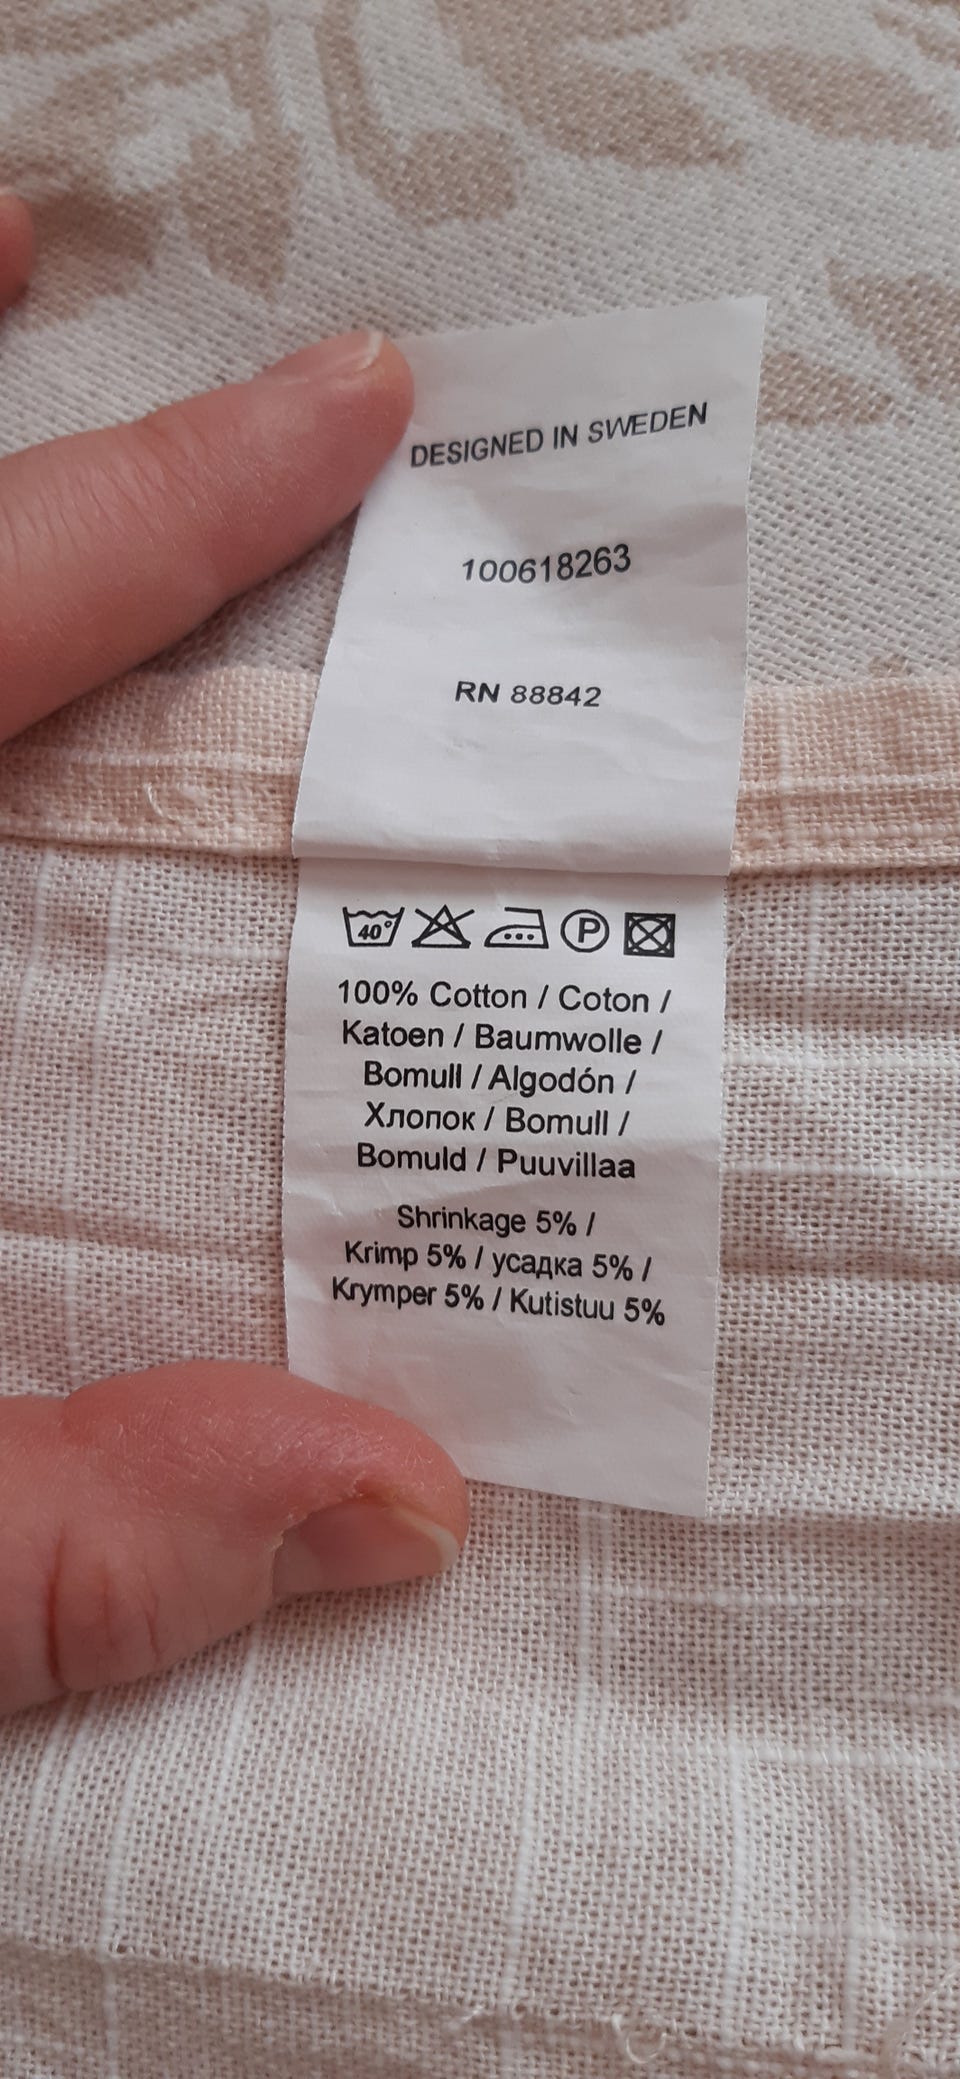 DESIGNED IN SWEDEN
100618263
RN 88842
40°
P
100% Cotton / Coton /
Katoen / Baumwolle /
Bomull / Algodón /
Хлопок / Bomull /
Bomuld / Puuvillaa
Shrinkage 5% /
Krimp 5% / усадка 5% /
Krymper 5% / Kutistuu 5%